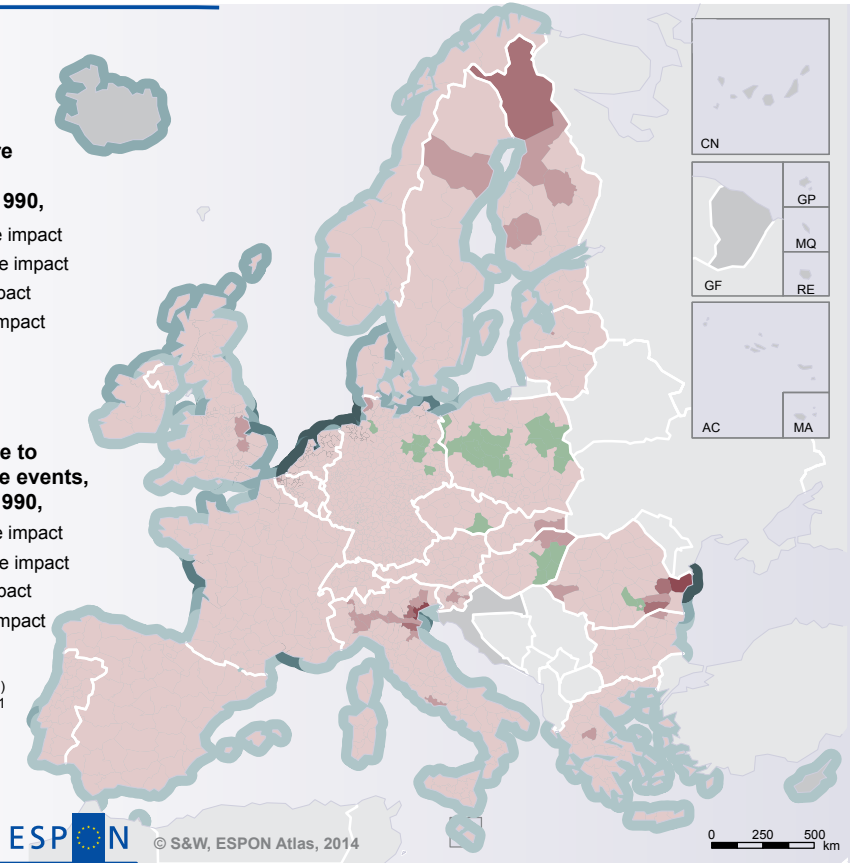 e
990,
e impact
e impact
pact
mpact
e to
e events,
990,
e impact
e impact
pact
mpact
)
1
CN
GP
MQ
GF
RE
AC
MA
ESPON
© S&W, ESPON Atlas, 2014
0 250 500
km